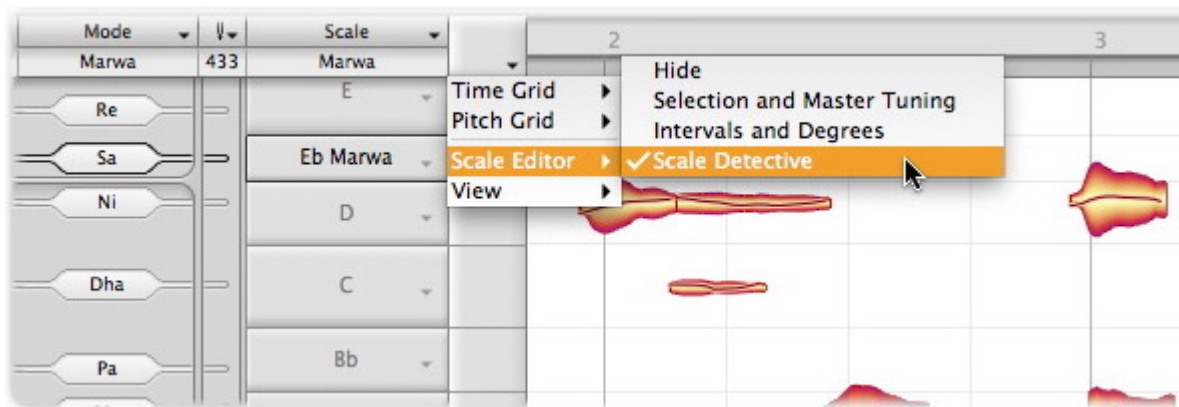 Mode Scale
Marwa 433 Marwa
2 3
Hide
Time Grid
Selection and Master Tuning
Pitch Grid
Intervals and Degrees
Scale Editor ✓ Scale Detective
View
Re
E
Sa
Eb Marwa
Ni
D
Dha
C
Pa
Bb